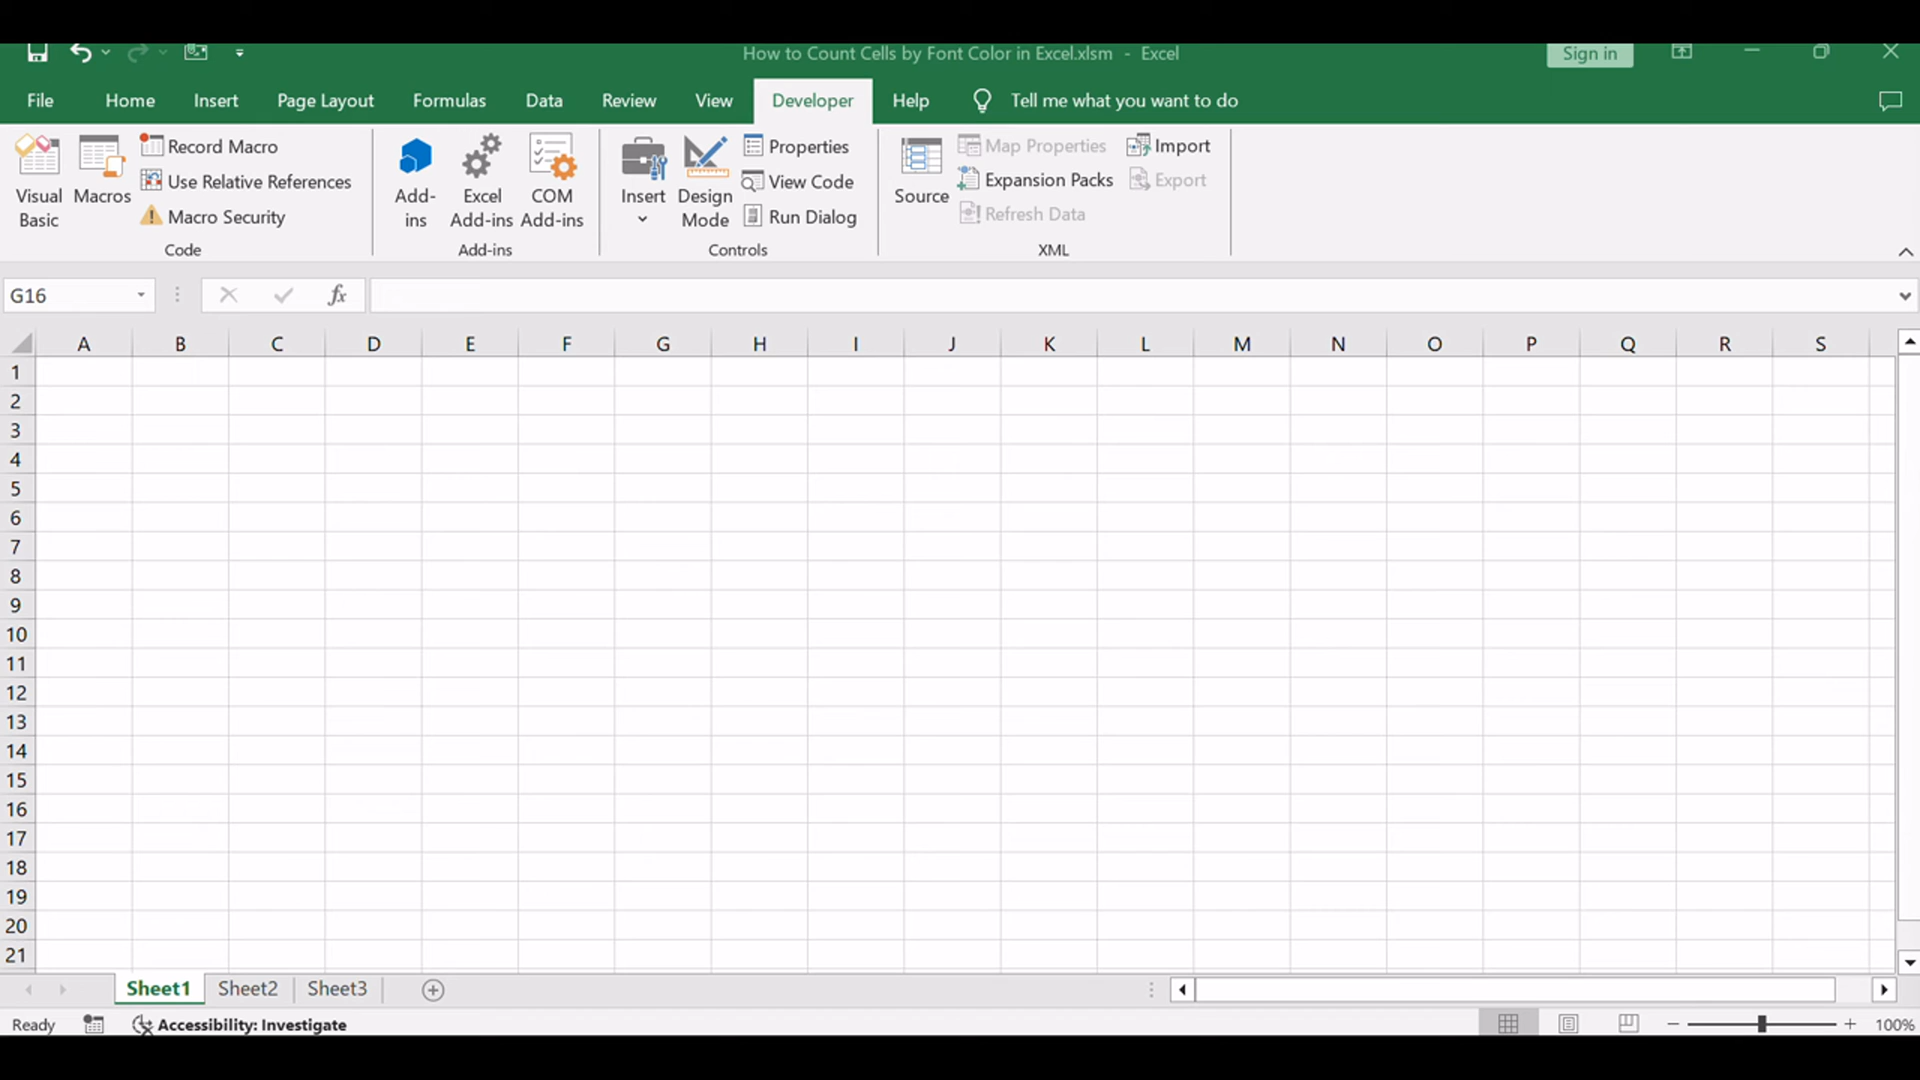 How to Count Cells by Font Color in Excel.xlsm - Excel
Sign in
File Home Insert Page Layout Formulas Data Review View Developer Help Tell me what you want to do
Visual Basic
Macros
Record Macro
Use Relative References
Macro Security
Code
Add-ins
Excel Add-ins
COM Add-ins
Add-ins
Insert
Design Mode
Properties
View Code
Run Dialog
Controls
Source
Map Properties
Expansion Packs
Refresh Data
Import
Export
XML
G16
fx
A B C D E F G H I J K L M N O P Q R S
1
2
3
4
5
6
7
8
9
10
11
12
13
14
15
16
17
18
19
20
21
Sheet1 Sheet2 Sheet3
Ready Accessibility: Investigate 100%